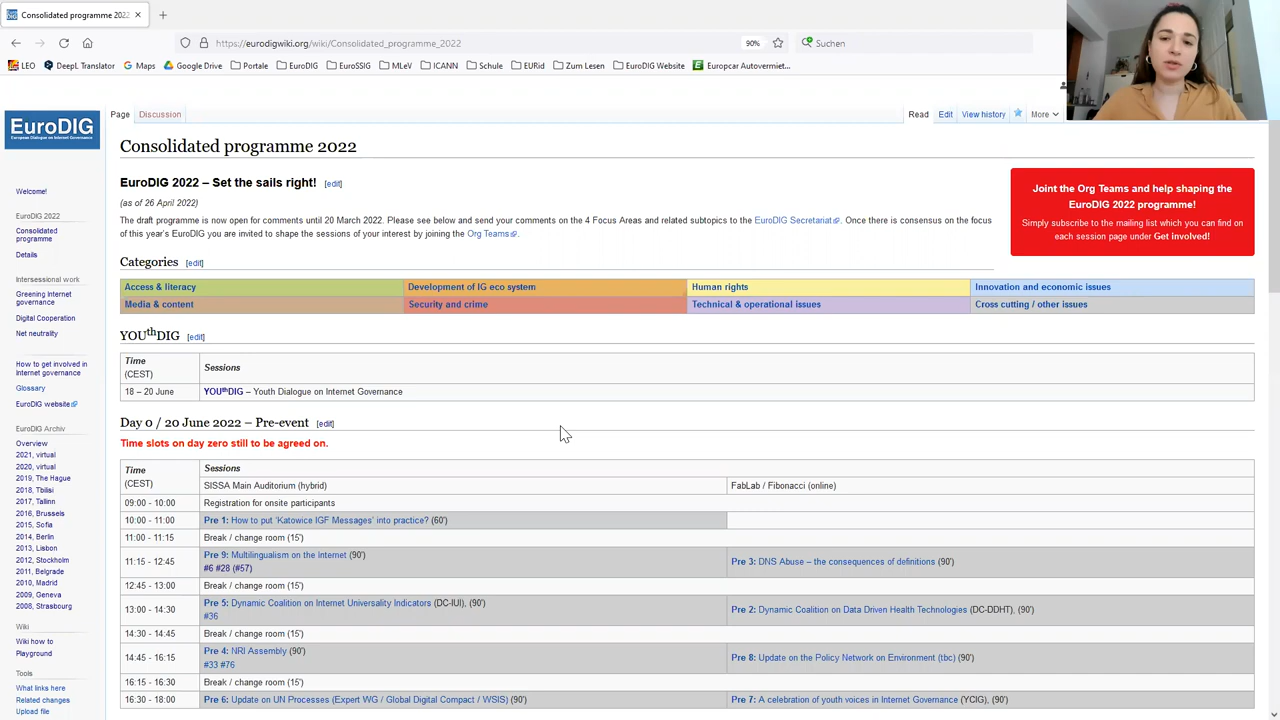 Consolidated programme 2022
https://eurodigwiki.org/wiki/Consolidated_programme_2022
90%
Suchen
LEO
DeepL Translator
Maps
Google Drive
Portale
EuroDIG
EuroSSIG
MLeV
ICANN
Schule
EURid
Zum Lesen
EuroDIG Website
Europcar Autovermiet...
EuroDIG
European Dialogue on Internet Governance
Page
Discussion
Read
Edit
View history
More
Welcome!
EuroDIG 2022
Consolidated
programme
Details
Intersessional work
Greening Internet
governance
Digital Cooperation
Net neutrality
How to get involved in
Internet governance
Glossary
EuroDIG website
EuroDIG Archiv
Overview
2021, virtual
2020, virtual
2019, The Hague
2018, Tbilisi
2017, Tallinn
2016, Brussels
2015, Sofia
2014, Berlin
2013, Lisbon
2012, Stockholm
2011, Belgrade
2010, Madrid
2009, Geneva
2008, Strasbourg
Wiki
Wiki how to
Playground
Tools
What links here
Related changes
Upload file
Consolidated programme 2022
EuroDIG 2022 – Set the sails right! [edit]
(as of 26 April 2022)
The draft programme is now open for comments until 20 March 2022. Please see below and send your comments on the 4 Focus Areas and related subtopics to the EuroDIG Secretariat. Once there is consensus on the focus
of this year's EuroDIG you are invited to shape the sessions of your interest by joining the Org Teams.
Joint the Org Teams and help shaping the
EuroDIG 2022 programme!
Simply subscribe to the mailing list which you can find on
each session page under Get involved!
Categories [edit]
Access & literacy
Development of IG eco system
Human rights
Innovation and economic issues
Media & content
Security and crime
Technical & operational issues
Cross cutting / other issues
YOUthDIG [edit]
Time
(CEST)
Sessions
18 – 20 June
YOUthDIG – Youth Dialogue on Internet Governance
Day 0 / 20 June 2022 – Pre-event [edit]
Time slots on day zero still to be agreed on.
Time
(CEST)
Sessions
SISSA Main Auditorium (hybrid)
FabLab / Fibonacci (online)
09:00 - 10:00
Registration for onsite participants
10:00 - 11:00
Pre 1: How to put 'Katowice IGF Messages' into practice? (60')
11:00 - 11:15
Break / change room (15')
11:15 - 12:45
Pre 9: Multilingualism on the Internet (90')
#6 #28 (#57)
Pre 3: DNS Abuse – the consequences of definitions (90')
12:45 - 13:00
Break / change room (15')
13:00 - 14:30
Pre 5: Dynamic Coalition on Internet Universality Indicators (DC-IUI), (90')
#36
Pre 2: Dynamic Coalition on Data Driven Health Technologies (DC-DDHT), (90')
14:30 - 14:45
Break / change room (15')
14:45 - 16:15
Pre 4: NRI Assembly (90')
#33 #76
Pre 8: Update on the Policy Network on Environment (tbc) (90')
16:15 - 16:30
Break / change room (15')
16:30 - 18:00
Pre 6: Update on UN Processes (Expert WG / Global Digital Compact / WSIS) (90')
Pre 7: A celebration of youth voices in Internet Governance (YCIG), (90')